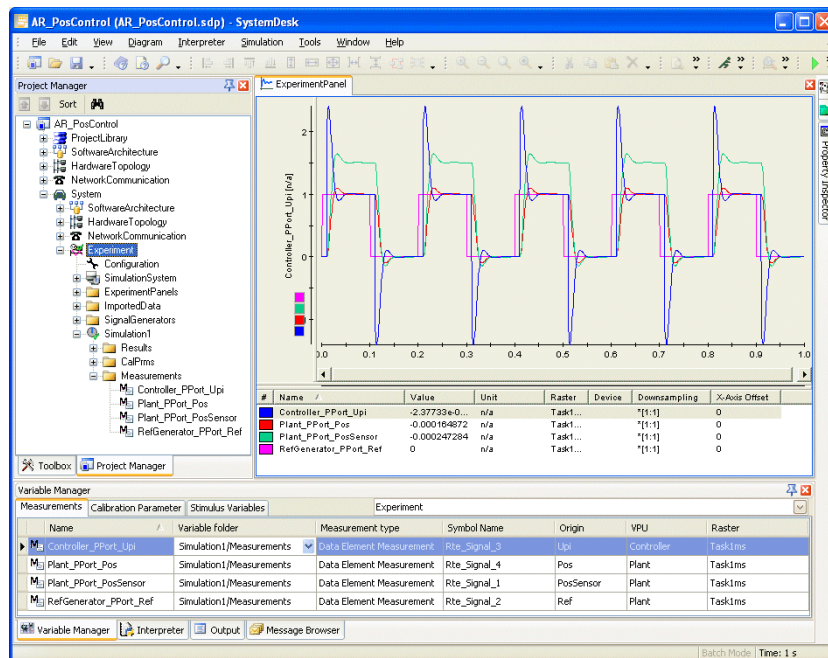 AR_PosControl (AR_PosControl.sdp) - SystemDesk
File Edit View Diagram Interpreter Simulation Tools Window Help
Project Manager
Sort
AR_PosControl
ProjectLibrary
SoftwareArchitecture
HardwareTopology
NetworkCommunication
System
SoftwareArchitecture
HardwareTopology
NetworkCommunication
Experiment
Configuration
SimulationSystem
ExperimentPanels
ImportedData
SignalGenerators
Simulation1
Results
CalPrms
Measurements
Controller_PPort_Upi
Plant_PPort_Pos
Plant_PPort_PosSensor
RefGenerator_PPort_Ref
Toolbox Project Manager
ExperimentPanel
Controller_PPort_Upi [n/a]
2
1
0
0.0 0.1 0.2 0.3 0.4 0.5 0.6 0.7 0.8 0.9 1.0
# Name Value Unit Raster Device Downsampling X-Axis Offset
Controller_PPort_Upi -2.37733e-0... n/a Task1... "[1:1] 0
Plant_PPort_Pos -0.000164872 n/a Task1... "[1:1] 0
Plant_PPort_PosSensor -0.000247284 n/a Task1... "[1:1] 0
RefGenerator_PPort_Ref 0 n/a Task1... "[1:1] 0
Property Inspector
Variable Manager
Measurements Calibration Parameter Stimulus Variables Experiment
Name Variable folder Measurement type Symbol Name Origin VPU Raster
Controller_PPort_Upi Simulation1/Measurements Data Element Measurement Rte_Signal_3 Upi Controller Task1ms
Plant_PPort_Pos Simulation1/Measurements Data Element Measurement Rte_Signal_4 Pos Plant Task1ms
Plant_PPort_PosSensor Simulation1/Measurements Data Element Measurement Rte_Signal_1 PosSensor Plant Task1ms
RefGenerator_PPort_Ref Simulation1/Measurements Data Element Measurement Rte_Signal_2 Ref Plant Task1ms
Variable Manager Interpreter Output Message Browser
Batch Mode Time: 1 s